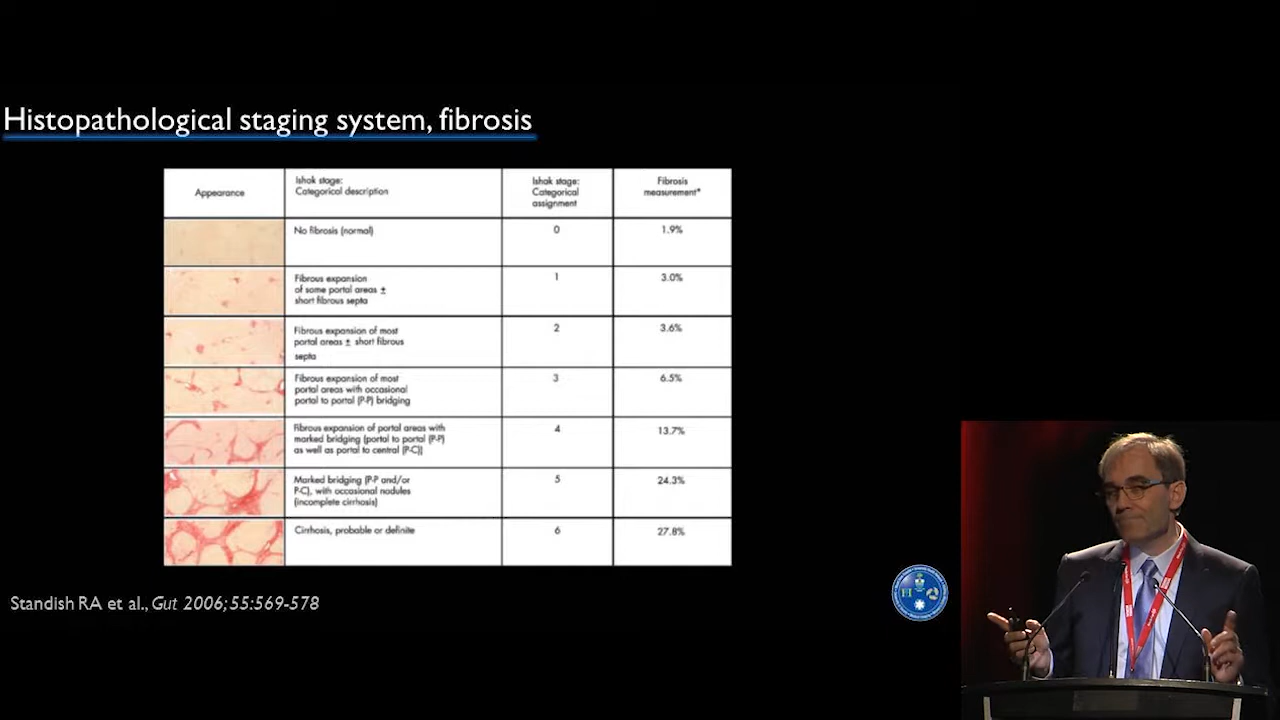 Histopathological staging system, fibrosis
Appearance
Ishak stage:
Categorical description
Ishak stage:
Categorical
assignment
Fibrosis
measurement*
No fibrosis (normal)
0
1.9%
Fibrous expansion
of some portal areas ±
short fibrous septa
1
3.0%
Fibrous expansion of most
portal areas ± short fibrous
septa
2
3.6%
Fibrous expansion of most
portal areas with occasional
portal to portal (P-P) bridging
3
6.5%
Fibrous expansion of portal areas with
marked bridging (portal to portal (P-P)
as well as portal to central (P-C))
4
13.7%
Marked bridging (P-P and/or
P-C), with occasional nodules
(incomplete cirrhosis)
5
24.3%
Cirrhosis, probable or definite
6
27.8%
Standish RA et al., Gut 2006; 55:569-578